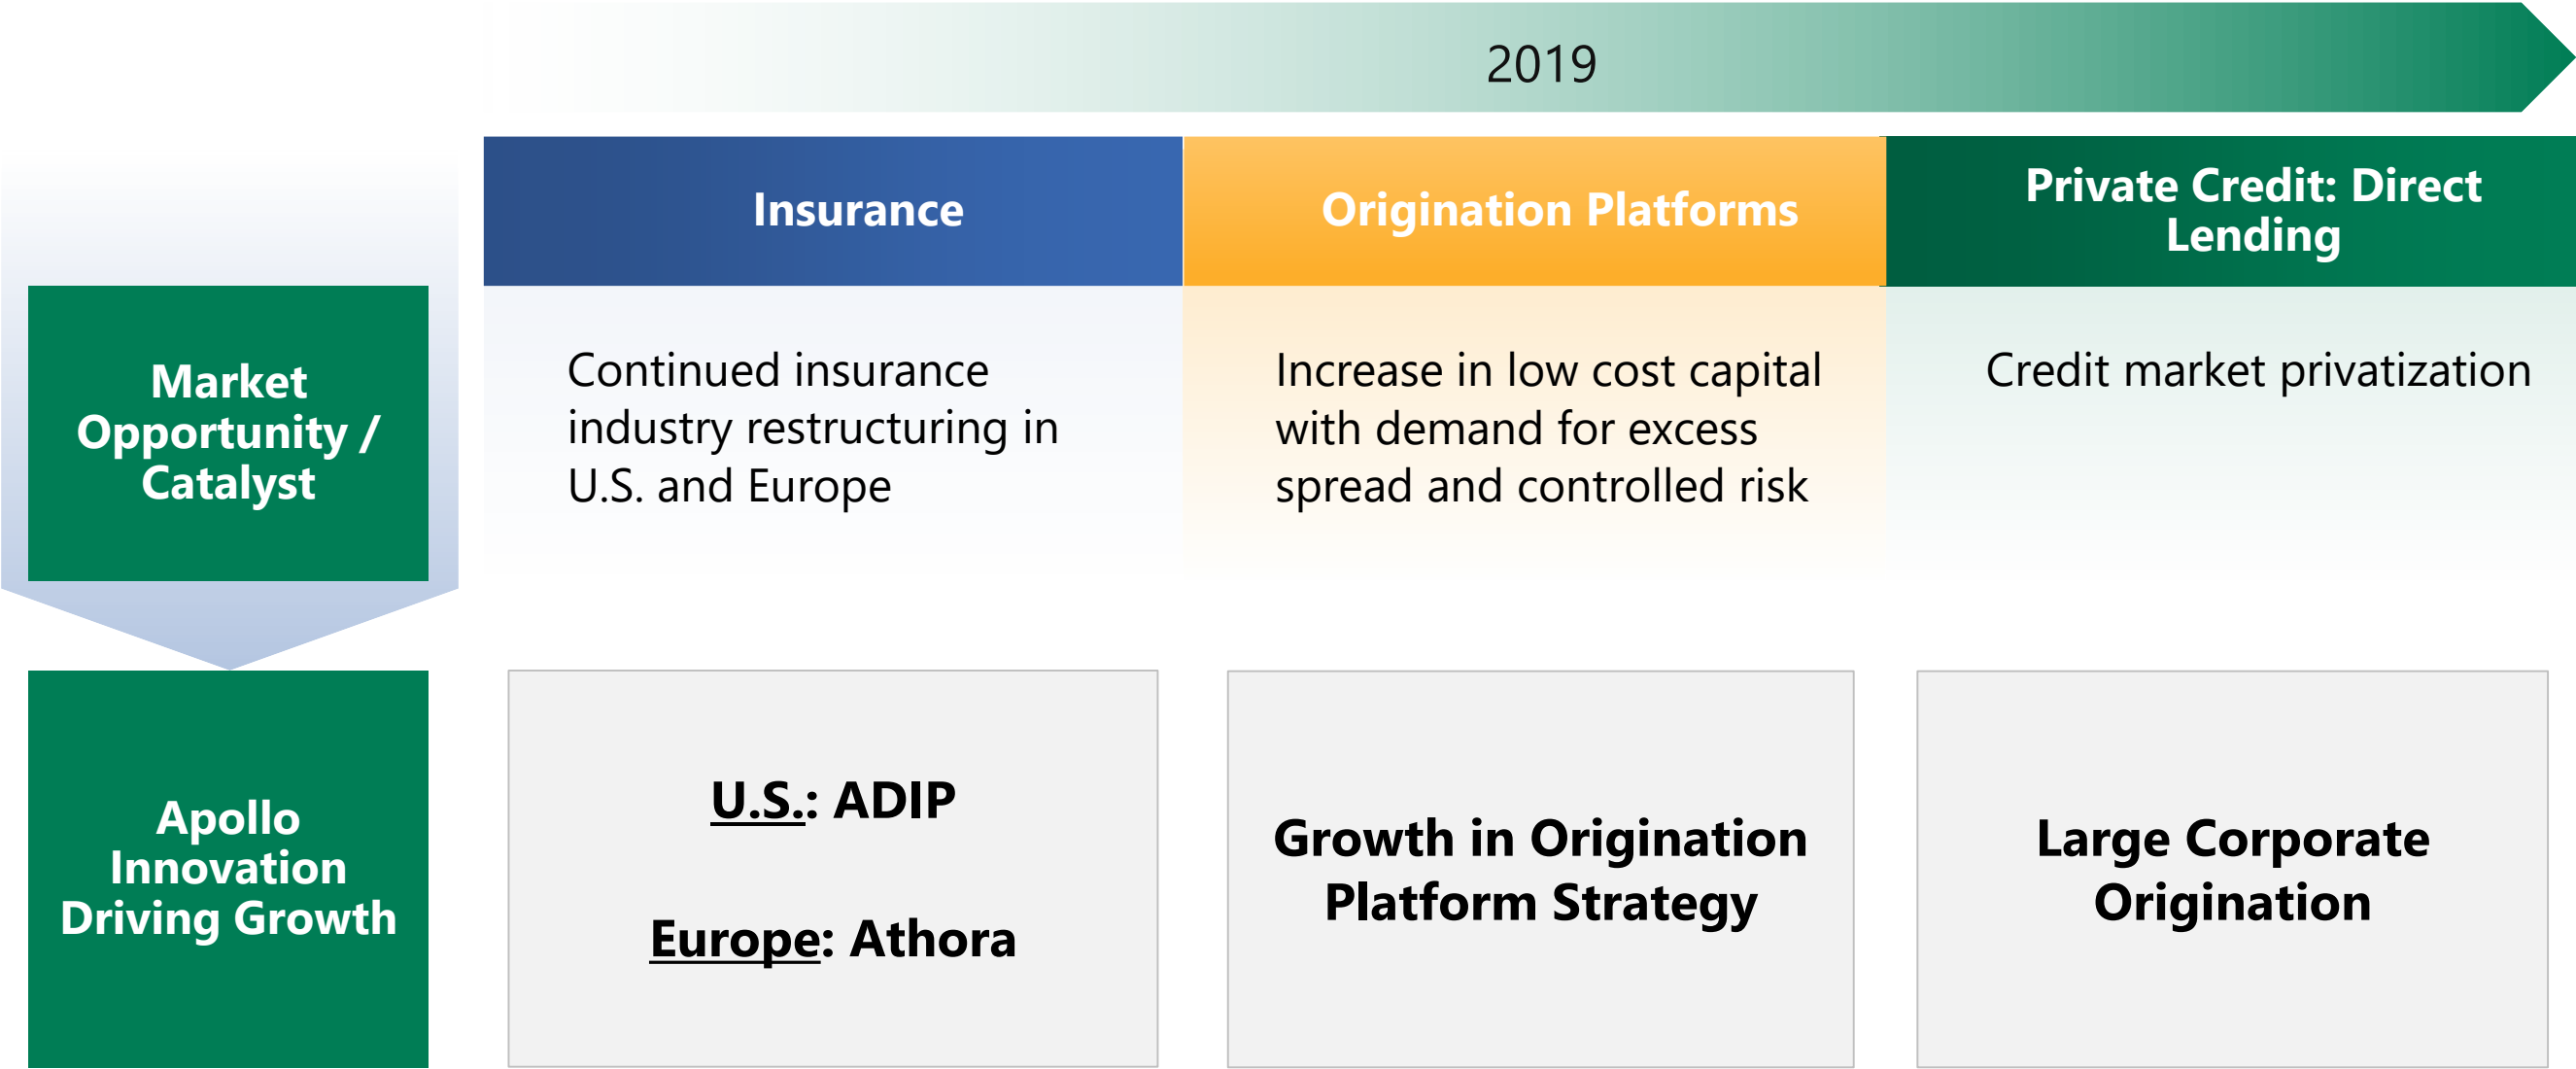 2019
Insurance
Origination Platforms
Private Credit: Direct
Lending
Market
Opportunity /
Catalyst
Continued insurance
industry restructuring in
U.S. and Europe
Increase in low cost capital
with demand for excess
spread and controlled risk
Credit market privatization
Apollo
Innovation
Driving Growth
U.S.: ADIP
Europe: Athora
Growth in Origination
Platform Strategy
Large Corporate
Origination